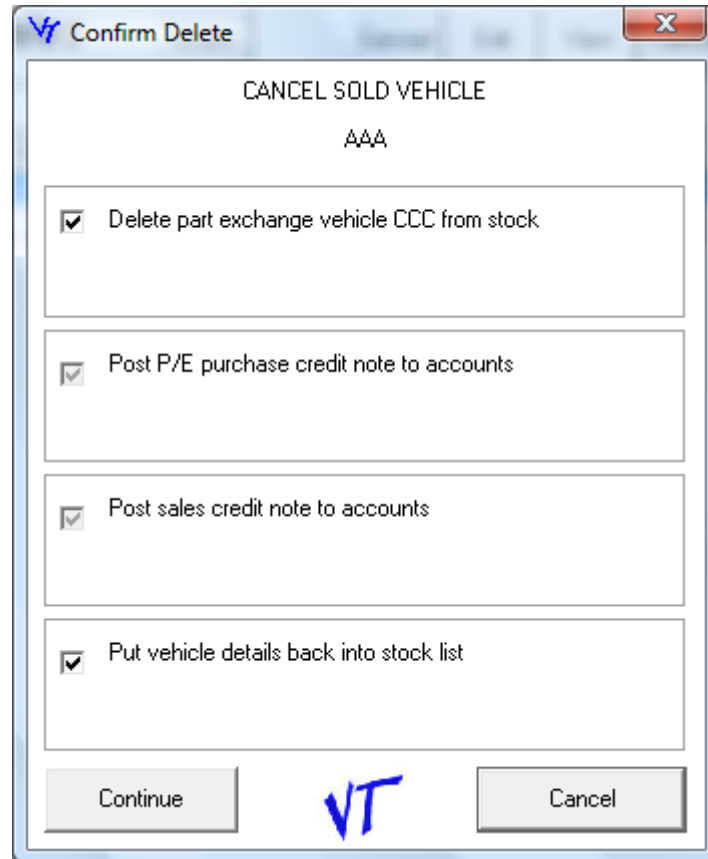 VT Confirm Delete
CANCEL SOLD VEHICLE
AAA
Delete part exchange vehicle CCC from stock
Post P/E purchase credit note to accounts
Post sales credit note to accounts
Put vehicle details back into stock list
Continue
VT
Cancel